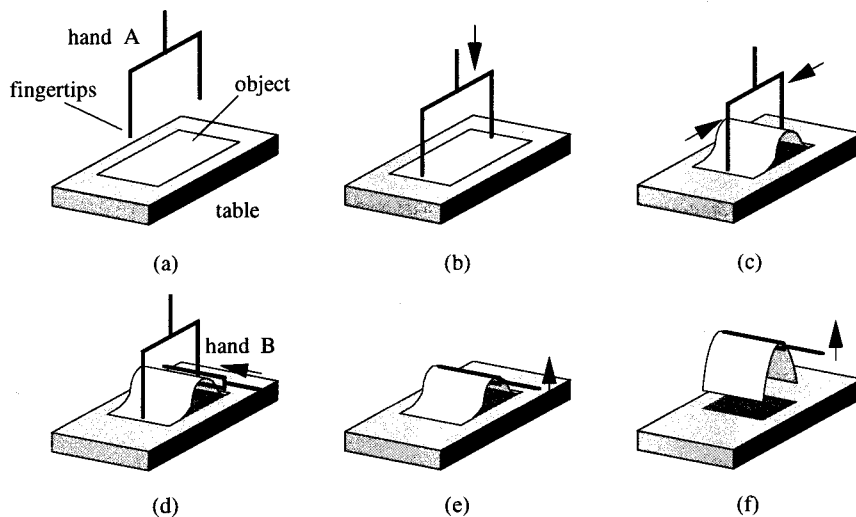 hand A
fingertips
object
table
(a)
(b)
(c)
hand B
(d)
(e)
(f)